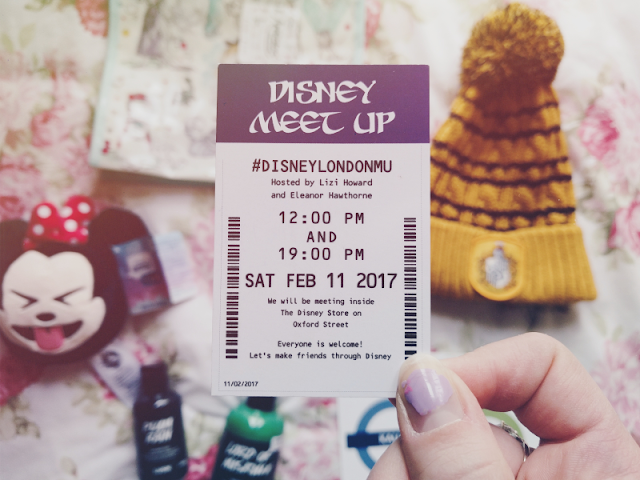 DISNEY
MEET UP
#DISNEYLONDONMU
Hosted by Lizi Howard
and Eleanor Hawthorne
12:00 PM
AND
19:00 PM
SAT FEB 11 2017
We will be meeting inside
The Disney Store on
Oxford Street
Everyone is welcome!
Let's make friends through Disney
11/02/2017
LORD OF